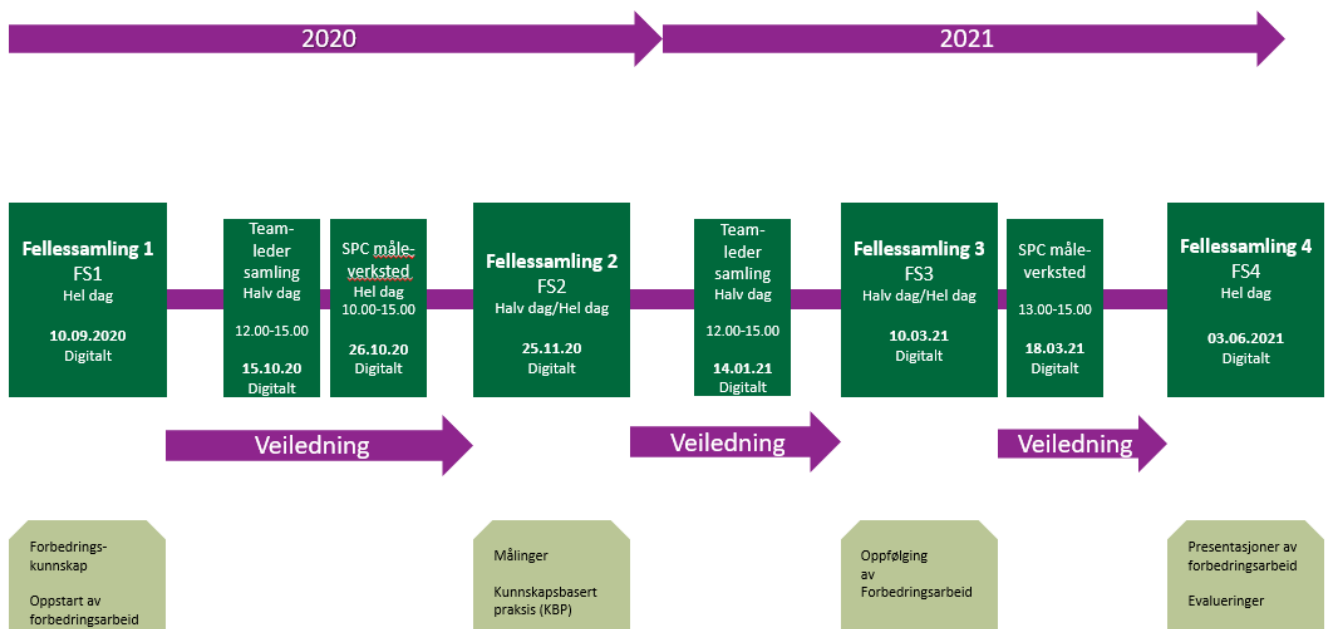 2020
2021
Fellessamling 1
FS1
Hel dag
10.09.2020
Digitalt
Team-
leder
samling
Halv dag
12.00-15.00
15.10.20
Digitalt
SPC måle-
verksted
Hel dag
10.00-15.00
26.10.20
Digitalt
Fellessamling 2
FS2
Halv dag/Hel dag
25.11.20
Digitalt
Team-
leder
samling
Halv dag
12.00-15.00
14.01.21
Digitalt
Fellessamling 3
FS3
Halv dag/Hel dag
10.03.21
Digitalt
SPC måle-
verksted
13.00-15.00
18.03.21
Digitalt
Fellessamling 4
FS4
Hel dag
03.06.2021
Digitalt
Veiledning
Veiledning
Veiledning
Forbedrings-
kunnskap
Oppstart av
forbedringsarbeid
Målinger
Kunnskapsbasert
praksis (KBP)
Oppfølging
av
Forbedringsarbeid
Presentasjoner av
forbedringsarbeid
Evalueringer